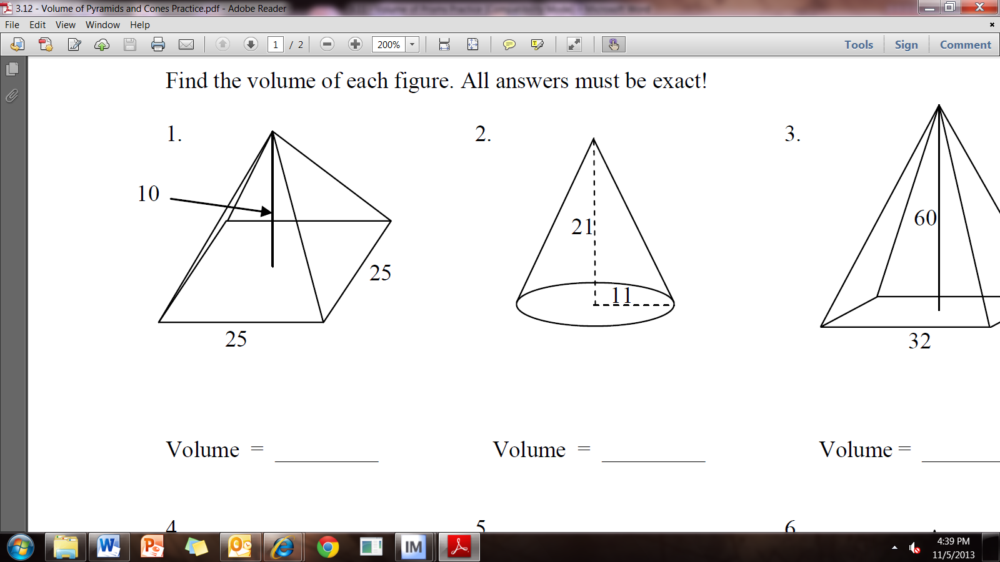 3.12 - Volume of Pyramids and Cones Practice.pdf - Adobe Reader
File Edit View Window Help
1 / 2 200% Tools Sign Comment
Find the volume of each figure. All answers must be exact!
1. 2. 3.
10
21
60
25
11
25
32
Volume = __________ Volume = __________ Volume = ________
4 5 6
IM
4:39 PM
11/5/2013